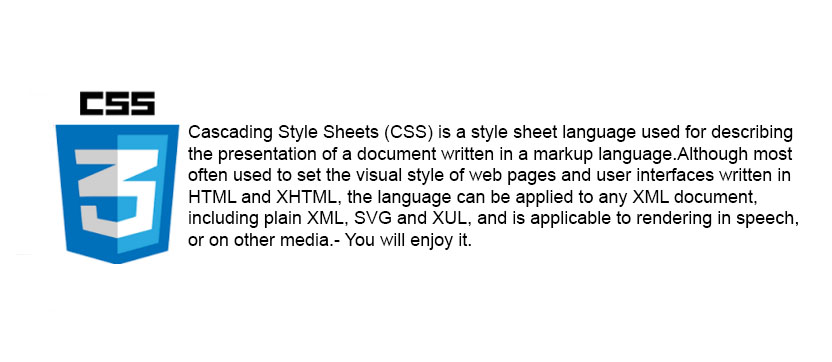 CSS
3
Cascading Style Sheets (CSS) is a style sheet language used for describing
the presentation of a document written in a markup language.Although most
often used to set the visual style of web pages and user interfaces written in
HTML and XHTML, the language can be applied to any XML document,
including plain XML, SVG and XUL, and is applicable to rendering in speech,
or on other media.- You will enjoy it.